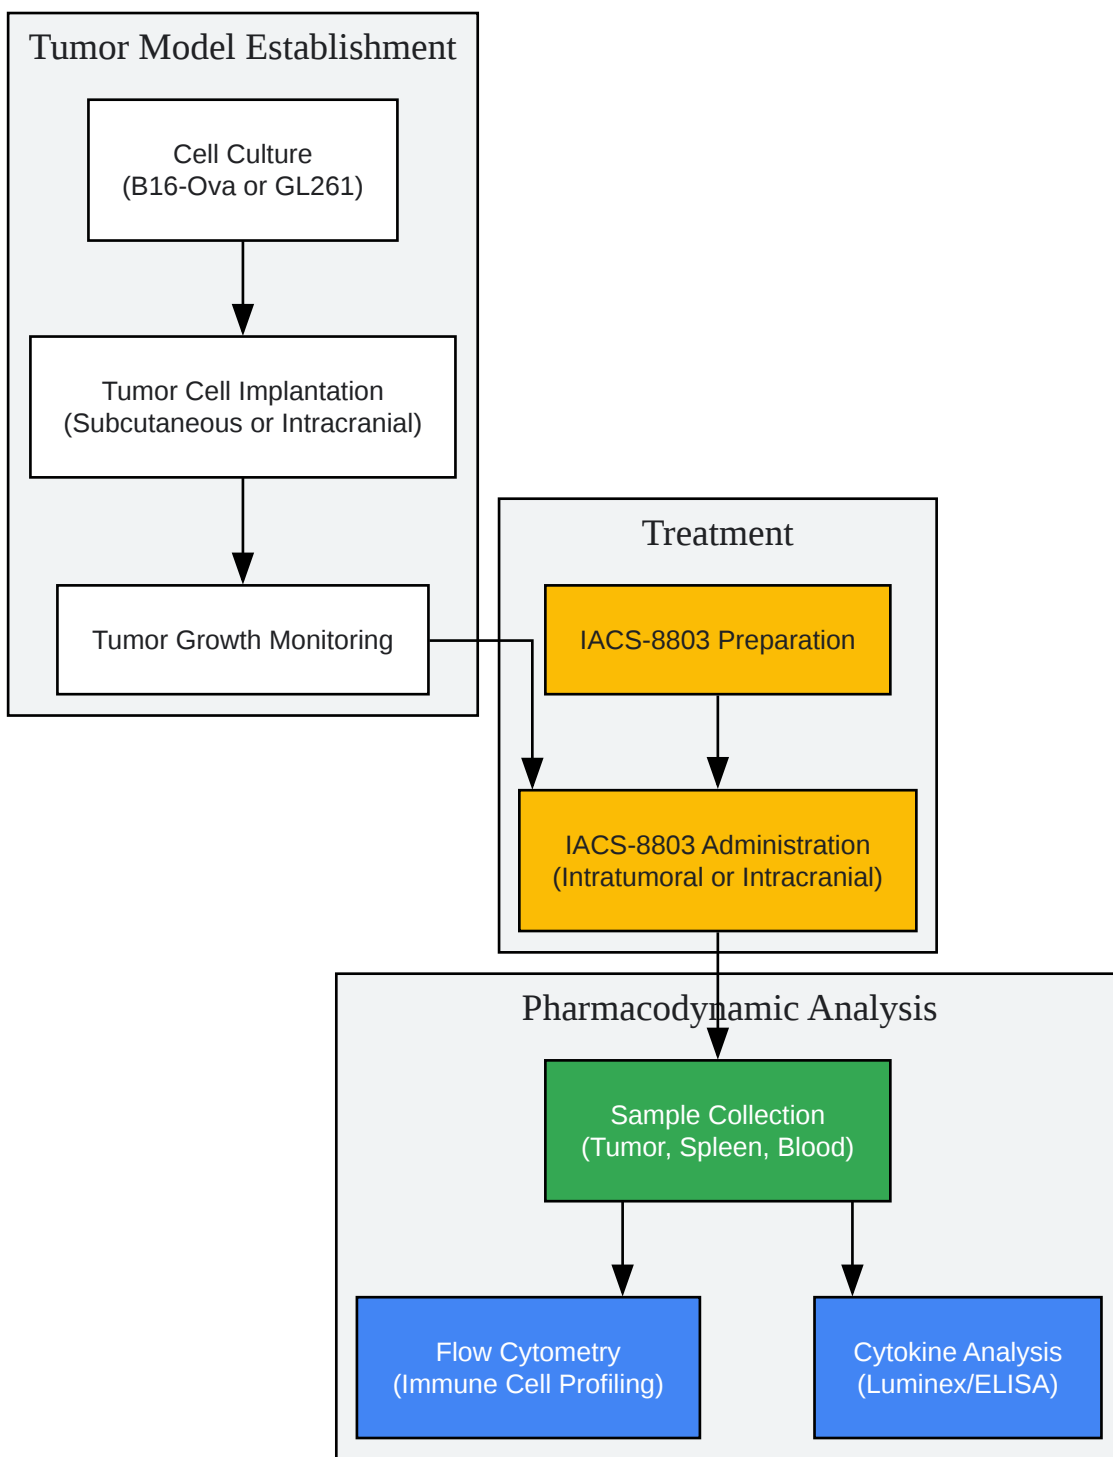 Tumor Model Establishment
Cell Culture
(B16-Ova or GL261)
Tumor Cell Implantation
(Subcutaneous or Intracranial)
Tumor Growth Monitoring
Treatment
IACS-8803 Preparation
IACS-8803 Administration
(Intratumoral or Intracranial)
Pharmacodynamic Analysis
Sample Collection
(Tumor, Spleen, Blood)
Flow Cytometry
(Immune Cell Profiling)
Cytokine Analysis
(Luminex/ELISA)